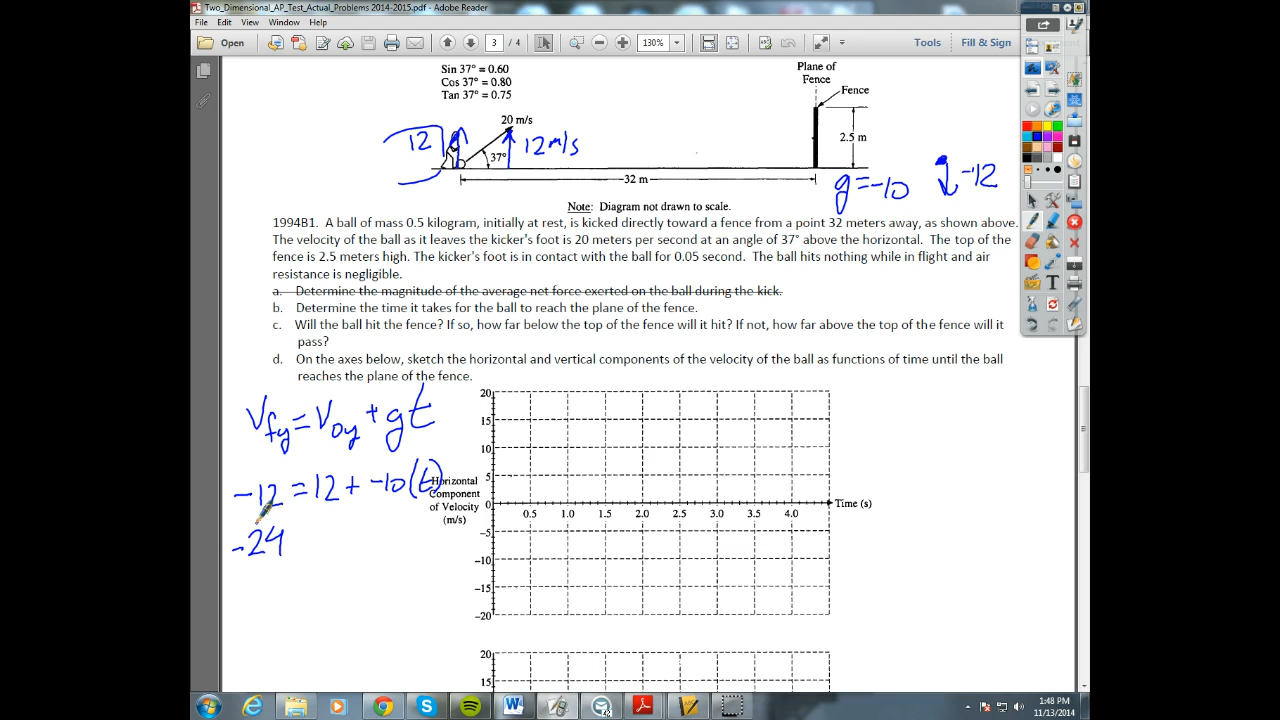 Two_Dimensional_AP_Test_Actual_Problems 2014-2015.pdf - Adobe Reader
File Edit View Window Help
Open 3 / 4 130% Tools Fill & Sign
Sin 37° = 0.60
Cos 37° = 0.80
Tan 37° = 0.75
Plane of
Fence
Fence
20 m/s
12
12 m/s
37°
2.5 m
32 m
g = -10
-12
Note: Diagram not drawn to scale.
1994B1. A ball of mass 0.5 kilogram, initially at rest, is kicked directly toward a fence from a point 32 meters away, as shown above.
The velocity of the ball as it leaves the kicker's foot is 20 meters per second at an angle of 37° above the horizontal. The top of the
fence is 2.5 meters high. The kicker's foot is in contact with the ball for 0.05 second. The ball hits nothing while in flight and air
resistance is negligible.
a. Determine the magnitude of the average net force exerted on the ball during the kick.
b. Determine the time it takes for the ball to reach the plane of the fence.
c. Will the ball hit the fence? If so, how far below the top of the fence will it hit? If not, how far above the top of the fence will it
pass?
d. On the axes below, sketch the horizontal and vertical components of the velocity of the ball as functions of time until the ball
reaches the plane of the fence.
Vfy = V0y + gt
-12 = 12 + -10(t)
-24
20
15
10
5
0
-5
-10
-15
-20
Horizontal
Component
of Velocity
(m/s)
0.5 1.0 1.5 2.0 2.5 3.0 3.5 4.0
Time (s)
20
15
1:48 PM
11/13/2014